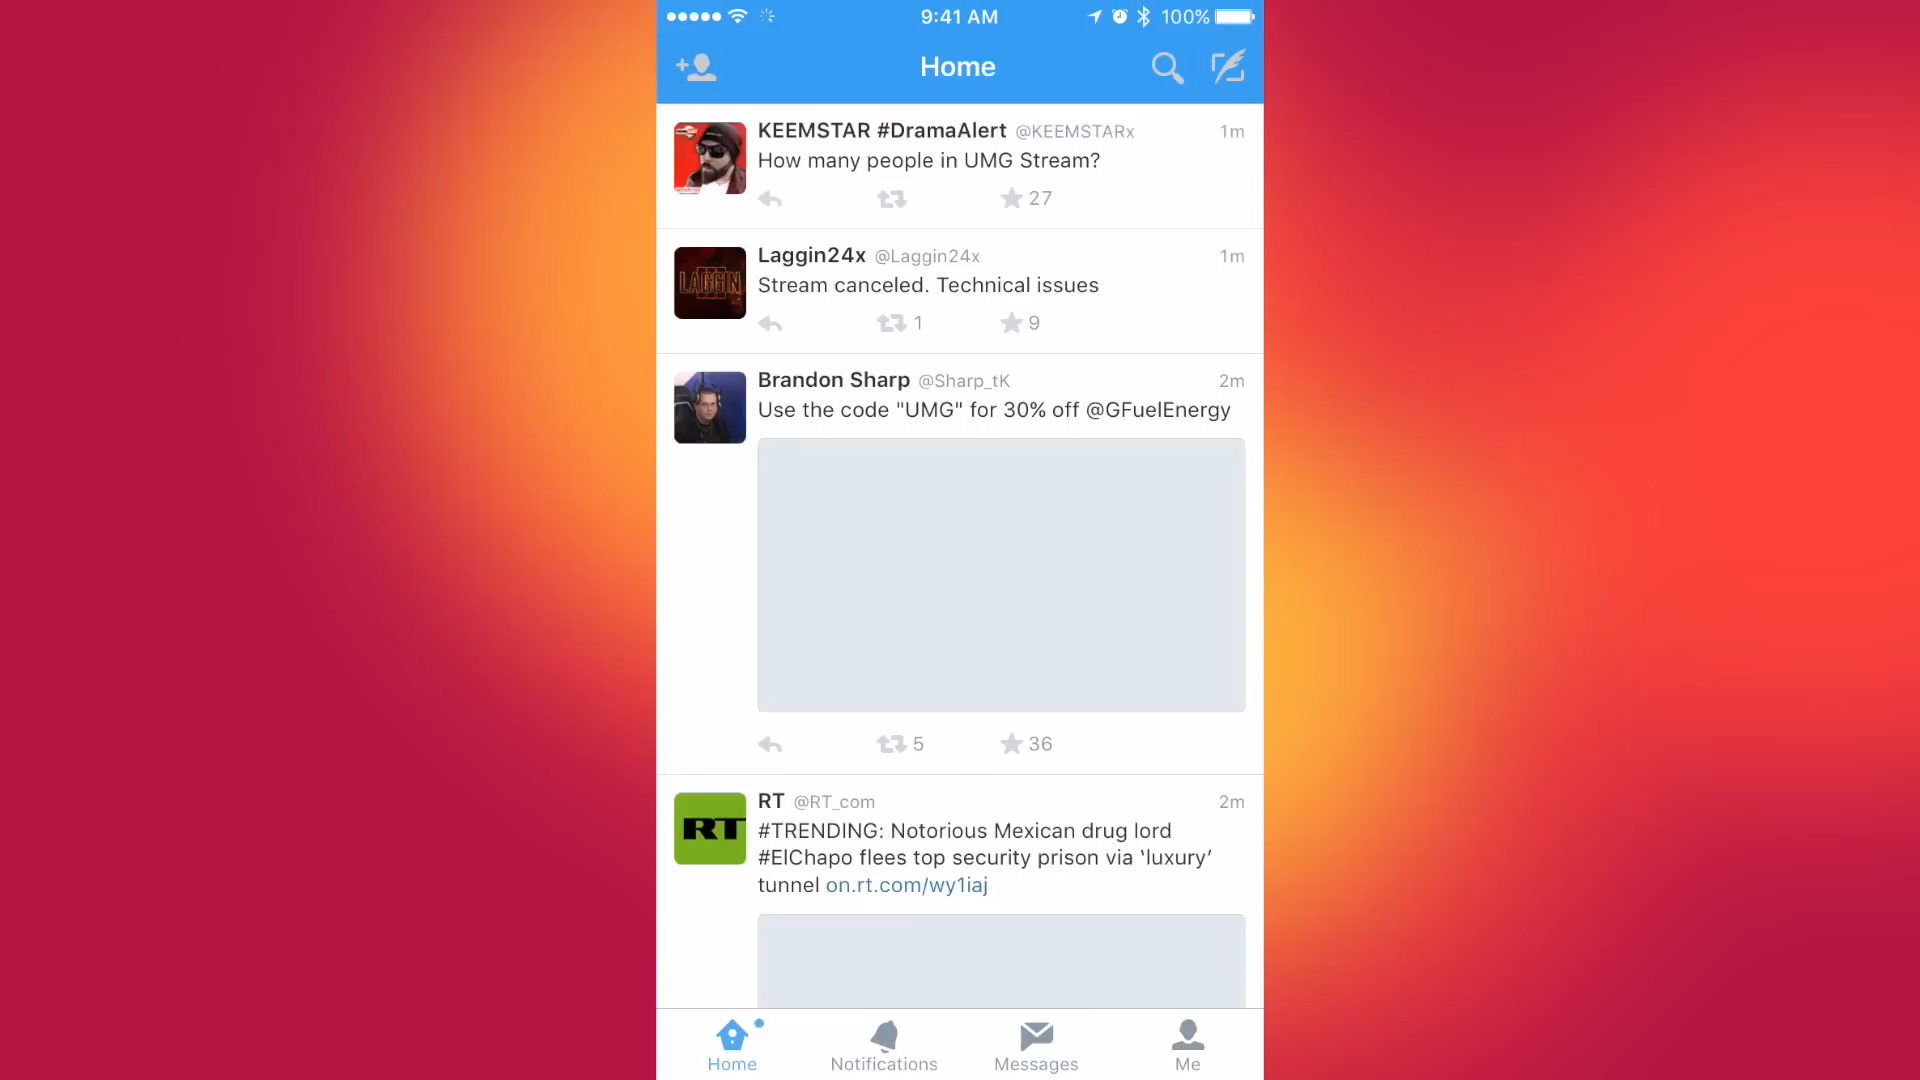 9:41 AM
100%
Home
KEEMSTAR #DramaAlert @KEEMSTARx 1m
How many people in UMG Stream?
27
LAGGIN
Laggin24x @Laggin24x 1m
Stream canceled. Technical issues
1 9
Brandon Sharp @Sharp_tK 2m
Use the code "UMG" for 30% off @GFuelEnergy
5 36
RT
RT @RT_com 2m
#TRENDING: Notorious Mexican drug lord
#ElChapo flees top security prison via ‘luxury’
tunnel on.rt.com/wy1iaj
Home Notifications Messages Me